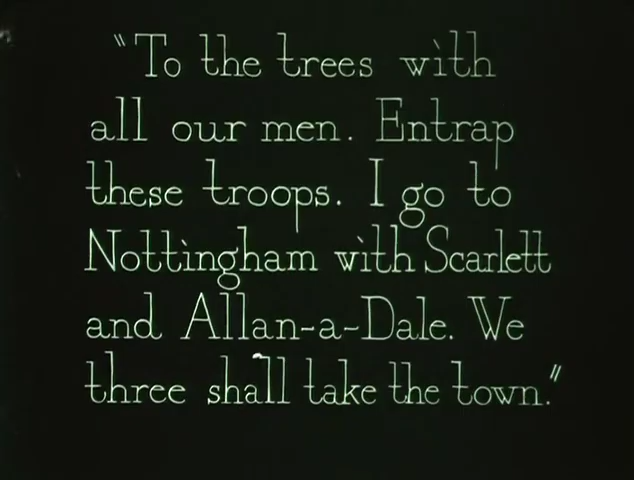 "To the trees with
all our men. Entrap
these troops. I go to
Nottingham with Scarlett
and Allan-a-Dale. We
three shall take the town."